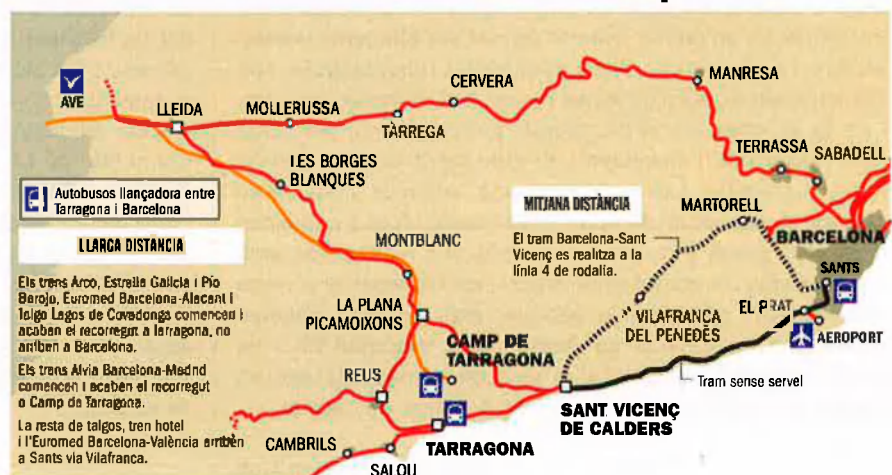 AVE
LLEIDA
MOLLERUSSA
TÀRREGA
CERVERA
MANRESA
TERRASSA
SABADELL
LES BORGES
BLANQUES
Autobusos llançadora entre
Tarragona i Barcelona
LLARGA DISTÀNCIA
Els trens Arco, Estrella Galícia i Pío
Baroja, Euromed Barcelona-Alacant i
Talgo Lagos de Covadonga comencen i
acaben el recorregut a Tarragona, no
arriben a Barcelona.
Els trens Alvia Barcelona-Madrid
comencen i acaben el recorregut
a Camp de Tarragona.
La resta de talgos, tren hotel
i l'Euromed Barcelona-València arriben
a Sants via Vilafranca.
MONTBLANC
LA PLANA
PICAMOIXONS
CAMP DE
TARRAGONA
REUS
CAMBRILS
SALOU
TARRAGONA
MITJANA DISTÀNCIA
El tram Barcelona-Sant
Vicenç es realitza a la
línia 4 de rodalia.
MARTORELL
BARCELONA
SANTS
EL PRAT
AEROPORT
VILAFRANCA
DEL PENEDÈS
Tram sense servei
SANT VICENÇ
DE CALDERS